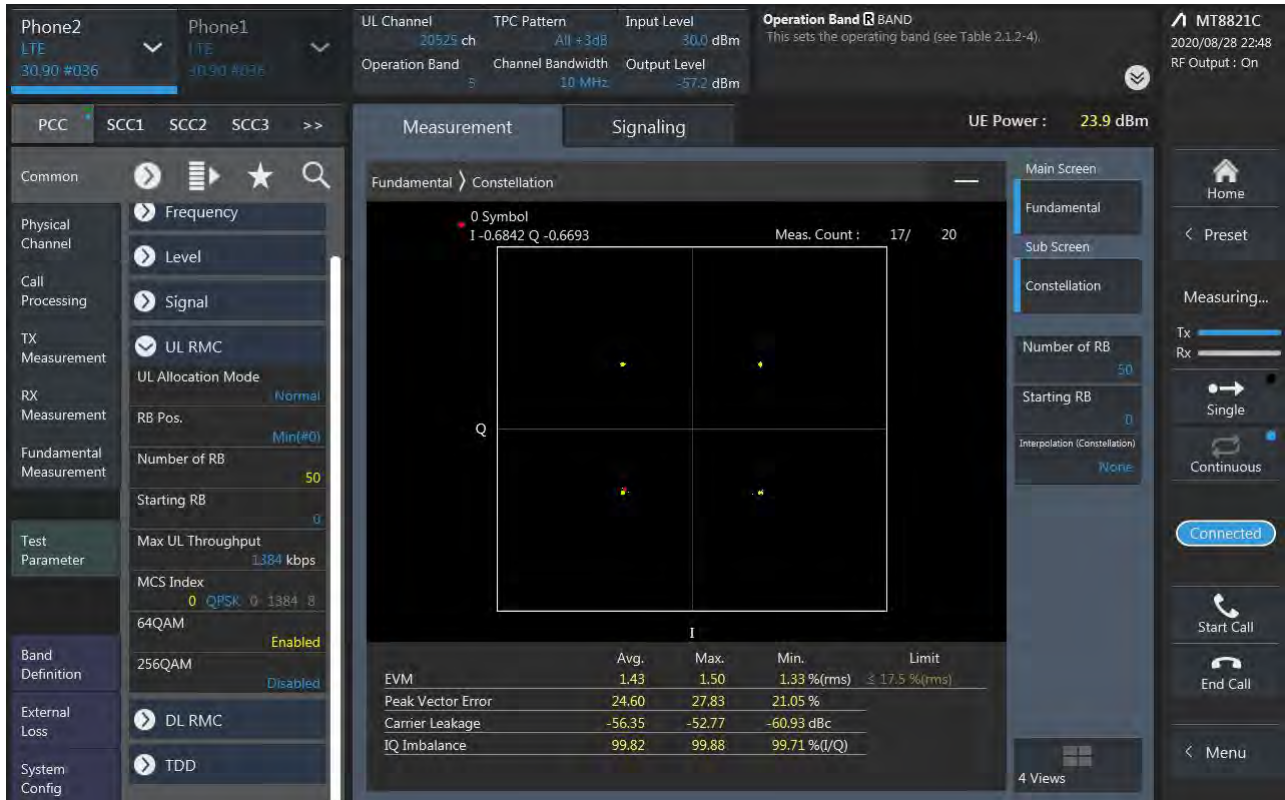 Phone2
LTE
30.90 #036
Phone1
LTE
30.90 #036
UL Channel
20525 ch
TPC Pattern
All +3dB
Input Level
30.0 dBm
Operation Band
5
Channel Bandwidth
10 MHz
Output Level
-57.2 dBm
Operation Band R BAND
This sets the operating band (see Table 2.1.2-4).
MT8821C
2020/08/28 22:48
RF Output : On
PCC SCC1 SCC2 SCC3 >>
Measurement
Signaling
UE Power : 23.9 dBm
Common
Physical
Channel
Call
Processing
TX
Measurement
RX
Measurement
Fundamental
Measurement
Test
Parameter
Band
Definition
External
Loss
System
Config
Frequency
Level
Signal
UL RMC
UL Allocation Mode
Normal
RB Pos.
Min(#0)
Number of RB
50
Starting RB
0
Max UL Throughput
1384 kbps
MCS Index
0 QPSK 0 1384 8
64QAM
Enabled
256QAM
Disabled
DL RMC
TDD
Fundamental > Constellation
0 Symbol
I -0.6842 Q -0.6693
Meas. Count : 17/ 20
Q
I
Avg. Max. Min. Limit
EVM 1.43 1.50 1.33 %(rms) ≤ 17.5 %(rms)
Peak Vector Error 24.60 27.83 21.05 %
Carrier Leakage -56.35 -52.77 -60.93 dBc
IQ Imbalance 99.82 99.88 99.71 %(I/Q)
Main Screen
Fundamental
Sub Screen
Constellation
Number of RB
50
Starting RB
0
Interpolation (Constellation)
None
4 Views
Home
< Preset
Measuring...
Tx
Rx
Single
Continuous
Connected
Start Call
End Call
< Menu